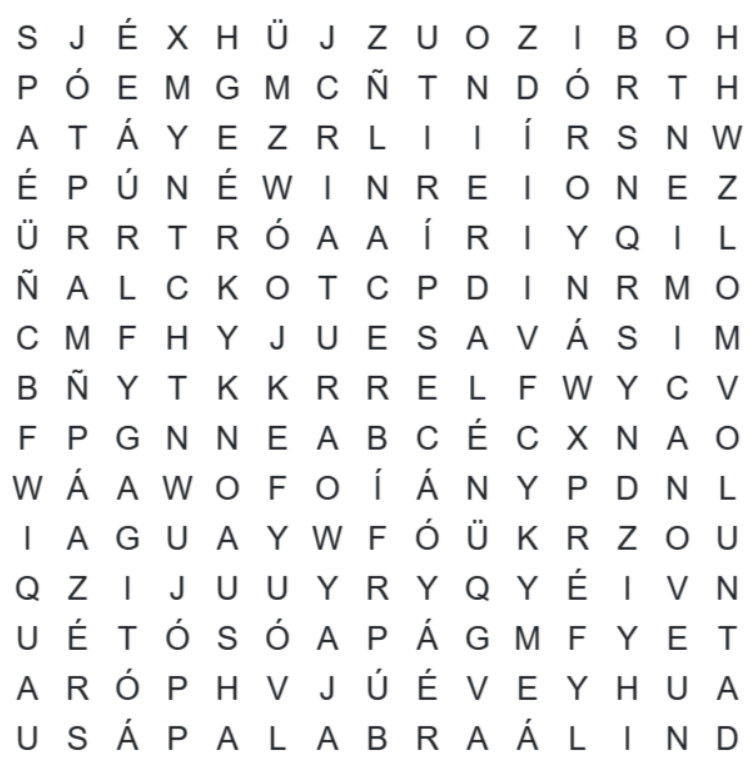 S J É X H Ü J Z U O Z I B O H
P Ó E M G M C Ñ T N D Ó R T H
A T Á Y E Z R L I I Í R S N W
É P Ú N É W I N R E I O N E Z
Ü R R T R Ó A A Í R I Y Q I L
Ñ A L C K O T C P D I N R M O
C M F H Y J U E S A V Á S I M
B Ñ Y T K K R R E L F W Y C V
F P G N N E A B C É C X N A O
W Á A W O F O Í Á N Y P D N L
I A G U A Y W F Ó Ü K R Z O U
Q Z I J U U Y R Y Q Y É I V N
U É T Ó S Ó A P Á G M F Y E T
A R Ó P H V J Ú É V E Y H U A
U S Á P A L A B R A Á L I N D